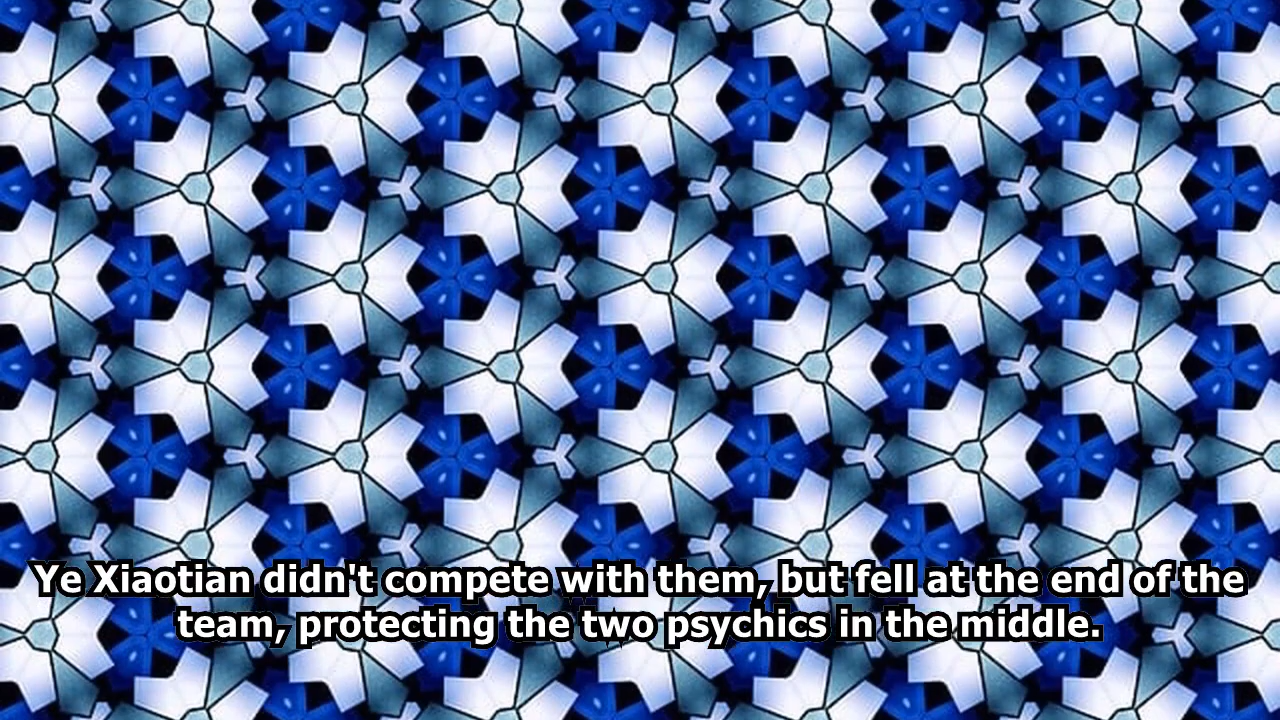 Ye Xiaotian didn't compete with them, but fell at the end of the
team, protecting the two psychics in the middle.